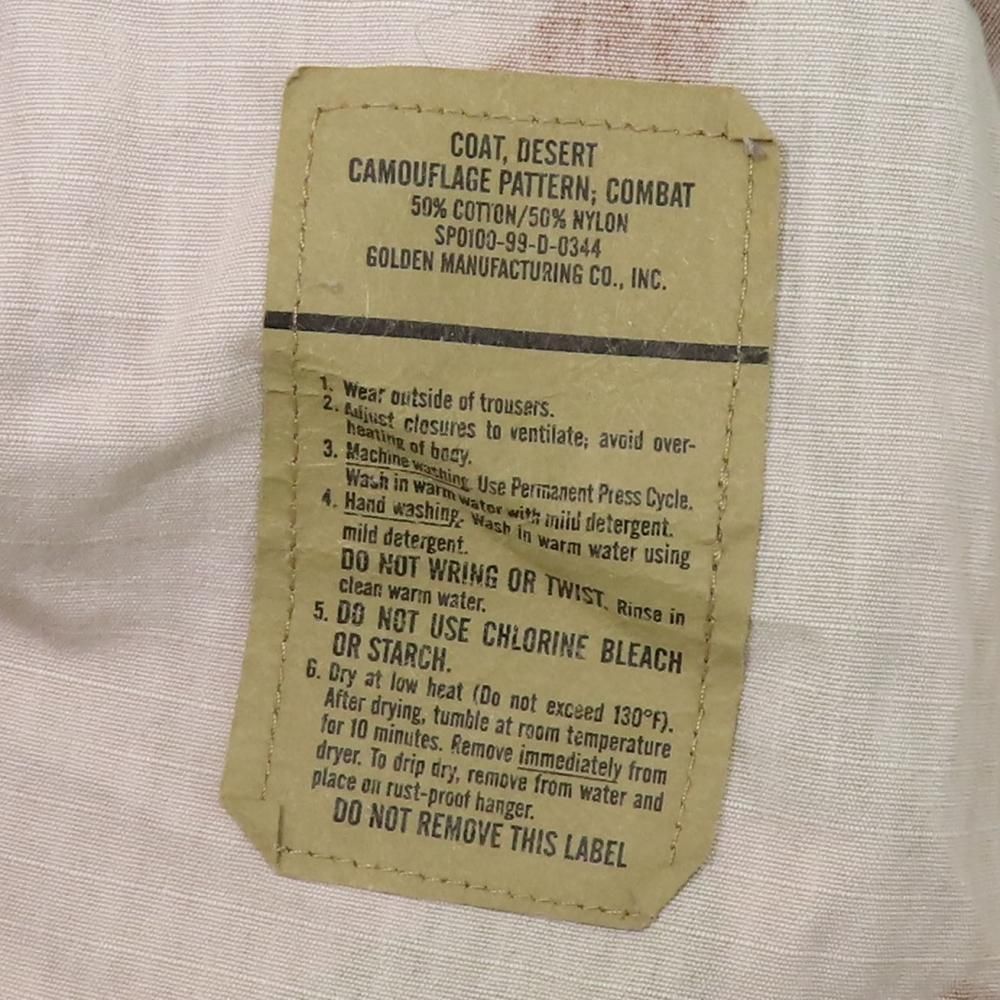 COAT, DESERT
CAMOUFLAGE PATTERN; COMBAT
50% COTTON/50% NYLON
SPO100-99-D-0344
GOLDEN MANUFACTURING CO., INC.
1. Wear outside of trousers.
2. Adjust closures to ventilate; avoid over-
heating of body.
3. Machine washing. Use Permanent Press Cycle.
Wash in warm water with mild detergent.
4. Hand washing. Wash in warm water using
mild detergent.
DO NOT WRING OR TWIST. Rinse in
clean warm water.
5. DO NOT USE CHLORINE BLEACH
OR STARCH.
6. Dry at low heat (Do not exceed 130°F).
After drying, tumble at room temperature
for 10 minutes. Remove immediately from
dryer. To drip dry, remove from water and
place on rust-proof hanger.
DO NOT REMOVE THIS LABEL